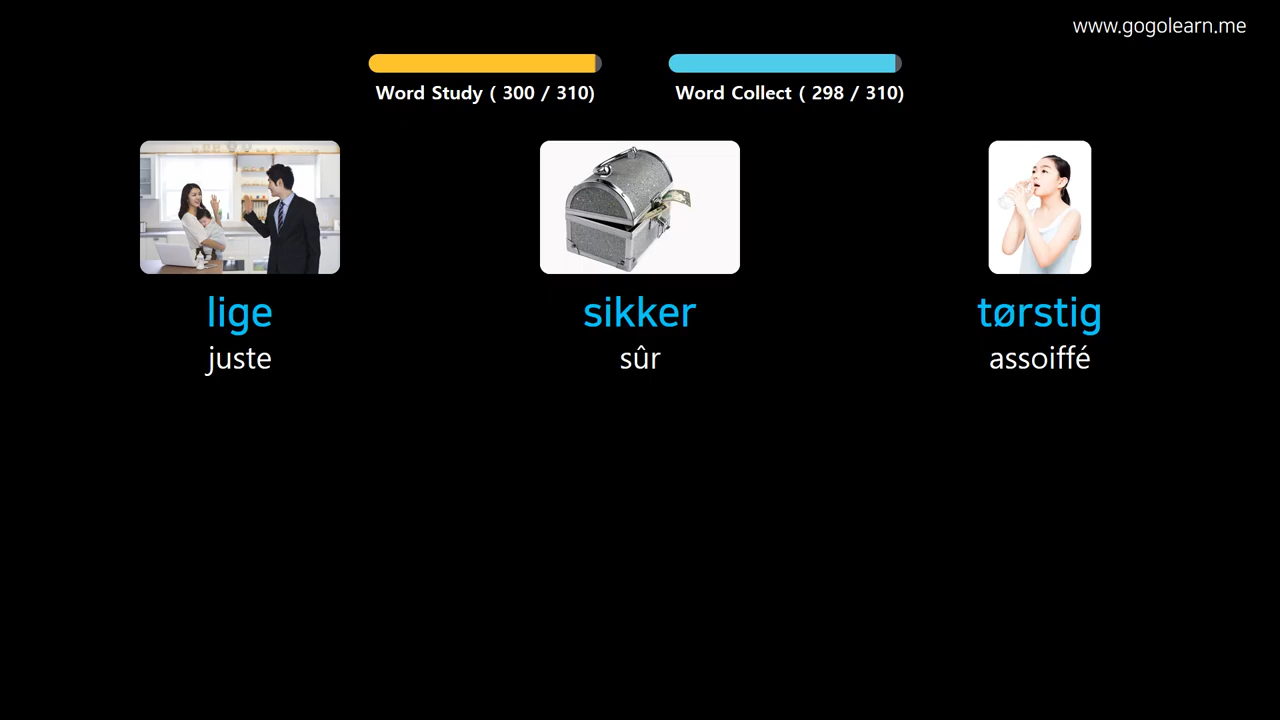 www.gogolearn.me
Word Study ( 300 / 310)
Word Collect ( 298 / 310)
lige
sikker
tørstig
juste
sûr
assoiffé